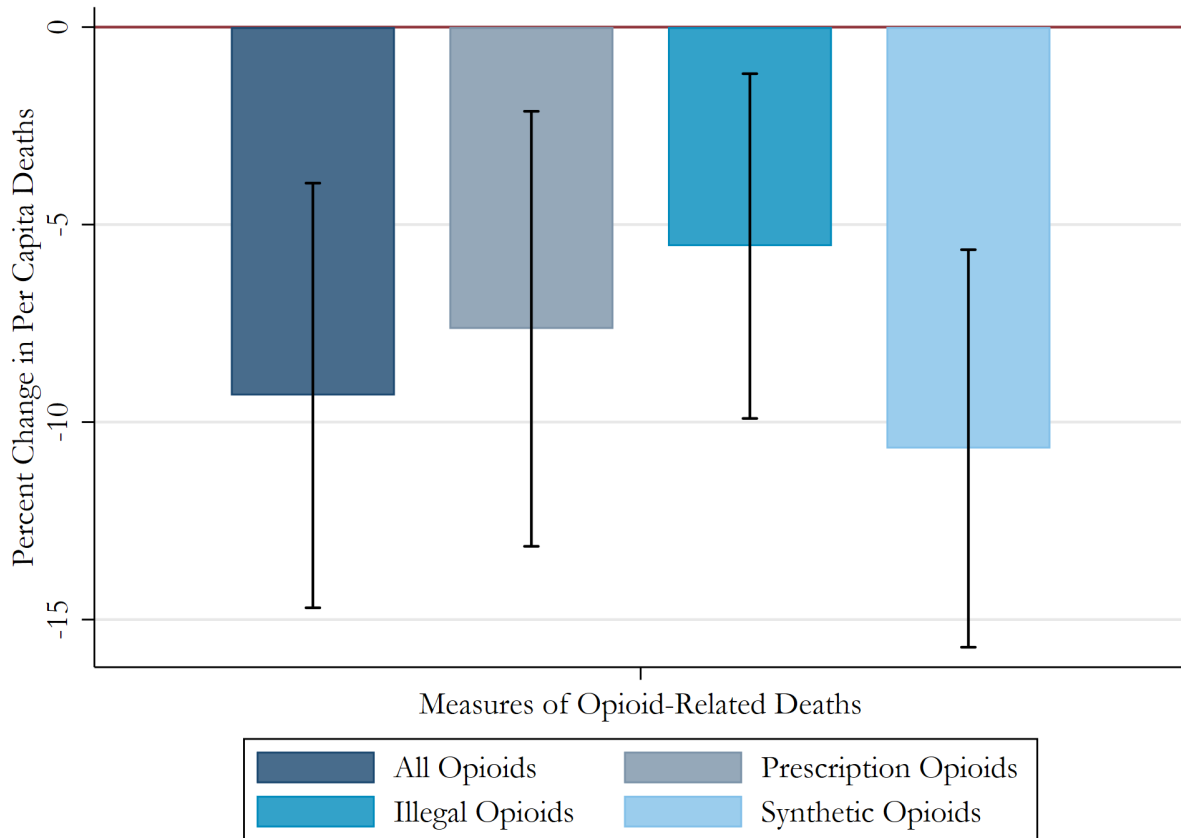 Percent Change in Per Capita Deaths
-0
-5
-10
-15
Measures of Opioid-Related Deaths
All Opioids
Prescription Opioids
Illegal Opioids
Synthetic Opioids